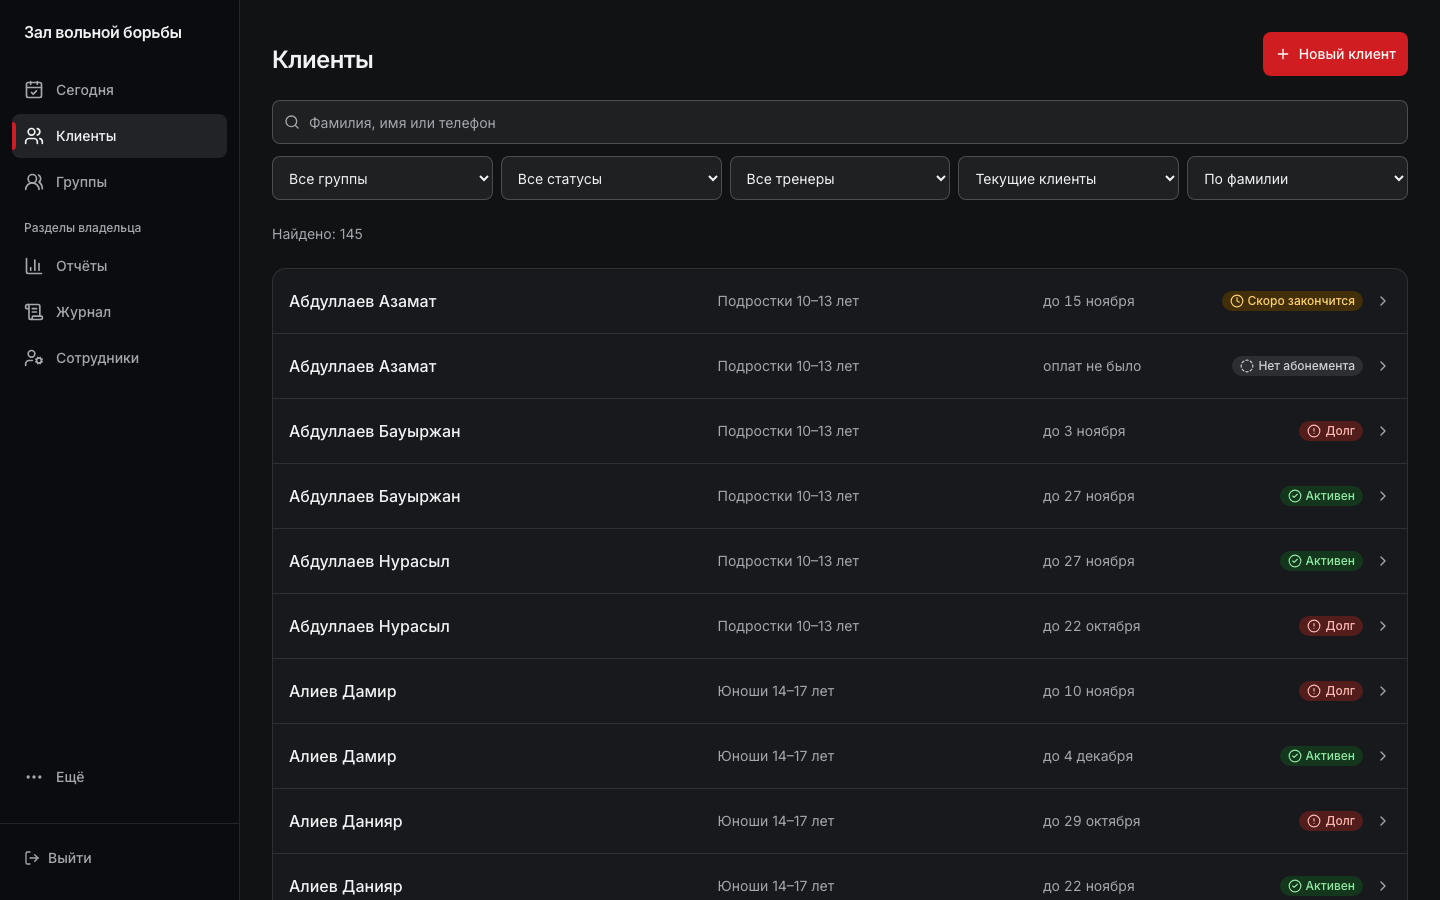 Зал вольной борьбы
Сегодня
Клиенты
Группы
Разделы владельца
Отчёты
Журнал
Сотрудники
Ещё
Выйти
Клиенты
Новый клиент
Фамилия, имя или телефон
Все группы Все статусы Все тренеры Текущие клиенты По фамилии
Найдено: 145
Абдуллаев Азамат Подростки 10–13 лет до 15 ноября Скоро закончится
Абдуллаев Азамат Подростки 10–13 лет оплат не было Нет абонемента
Абдуллаев Бауыржан Подростки 10–13 лет до 3 ноября Долг
Абдуллаев Бауыржан Подростки 10–13 лет до 27 ноября Активен
Абдуллаев Нурасыл Подростки 10–13 лет до 27 ноября Активен
Абдуллаев Нурасыл Подростки 10–13 лет до 22 октября Долг
Алиев Дамир Юноши 14–17 лет до 10 ноября Долг
Алиев Дамир Юноши 14–17 лет до 4 декабря Активен
Алиев Данияр Юноши 14–17 лет до 29 октября Долг
Алиев Данияр Юноши 14–17 лет до 22 ноября Активен